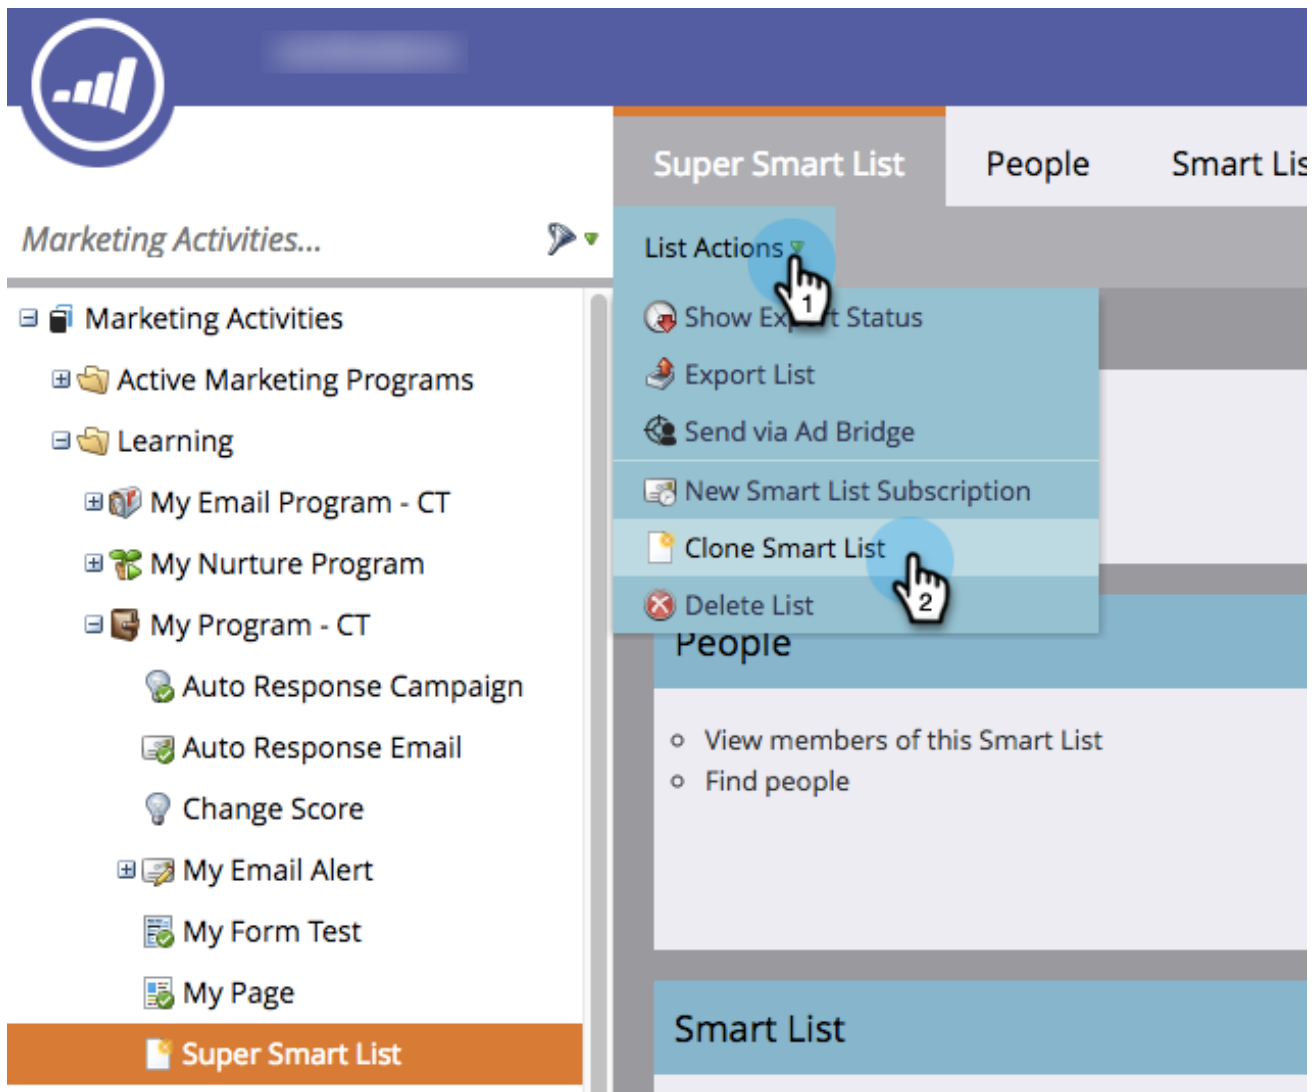 Super Smart List
People
Smart Lis
Marketing Activities...
List Actions
1
Show Export Status
Export List
Send via Ad Bridge
New Smart List Subscription
Clone Smart List
2
Delete List
Marketing Activities
Active Marketing Programs
Learning
My Email Program - CT
My Nurture Program
My Program - CT
Auto Response Campaign
Auto Response Email
Change Score
My Email Alert
My Form Test
My Page
Super Smart List
People
View members of this Smart List
Find people
Smart List